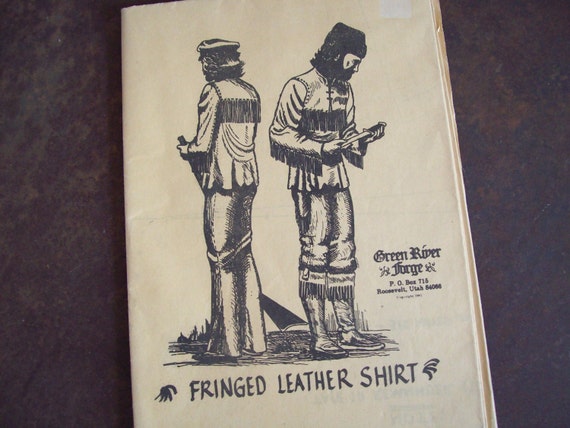 Green River
Forge
P. O. Box 715
Roosevelt, Utah 84066
FRINGED LEATHER SHIRT